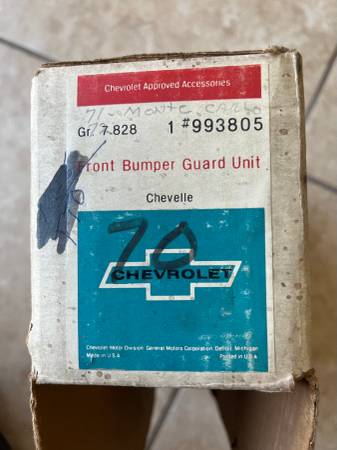 Chevrolet Approved Accessories
71 - MONTE CARLO
Gr. 7.828 1 #993805
Front Bumper Guard Unit
Chevelle
70
CHEVROLET
Chevrolet Motor Division General Motors Corporation Detroit, Michigan
Made in U.S.A. Printed in U.S.A.